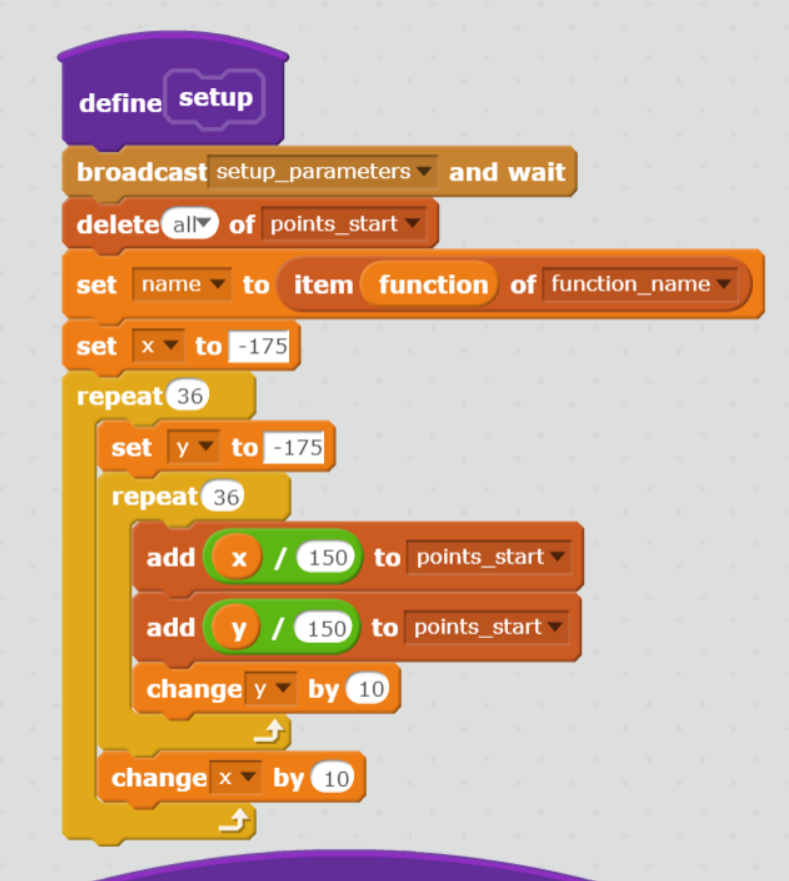 define setup
broadcast setup_parameters and wait
delete all of points_start
set name to item function of function_name
set x to -175
repeat 36
set y to -175
repeat 36
add x / 150 to points_start
add y / 150 to points_start
change y by 10
change x by 10